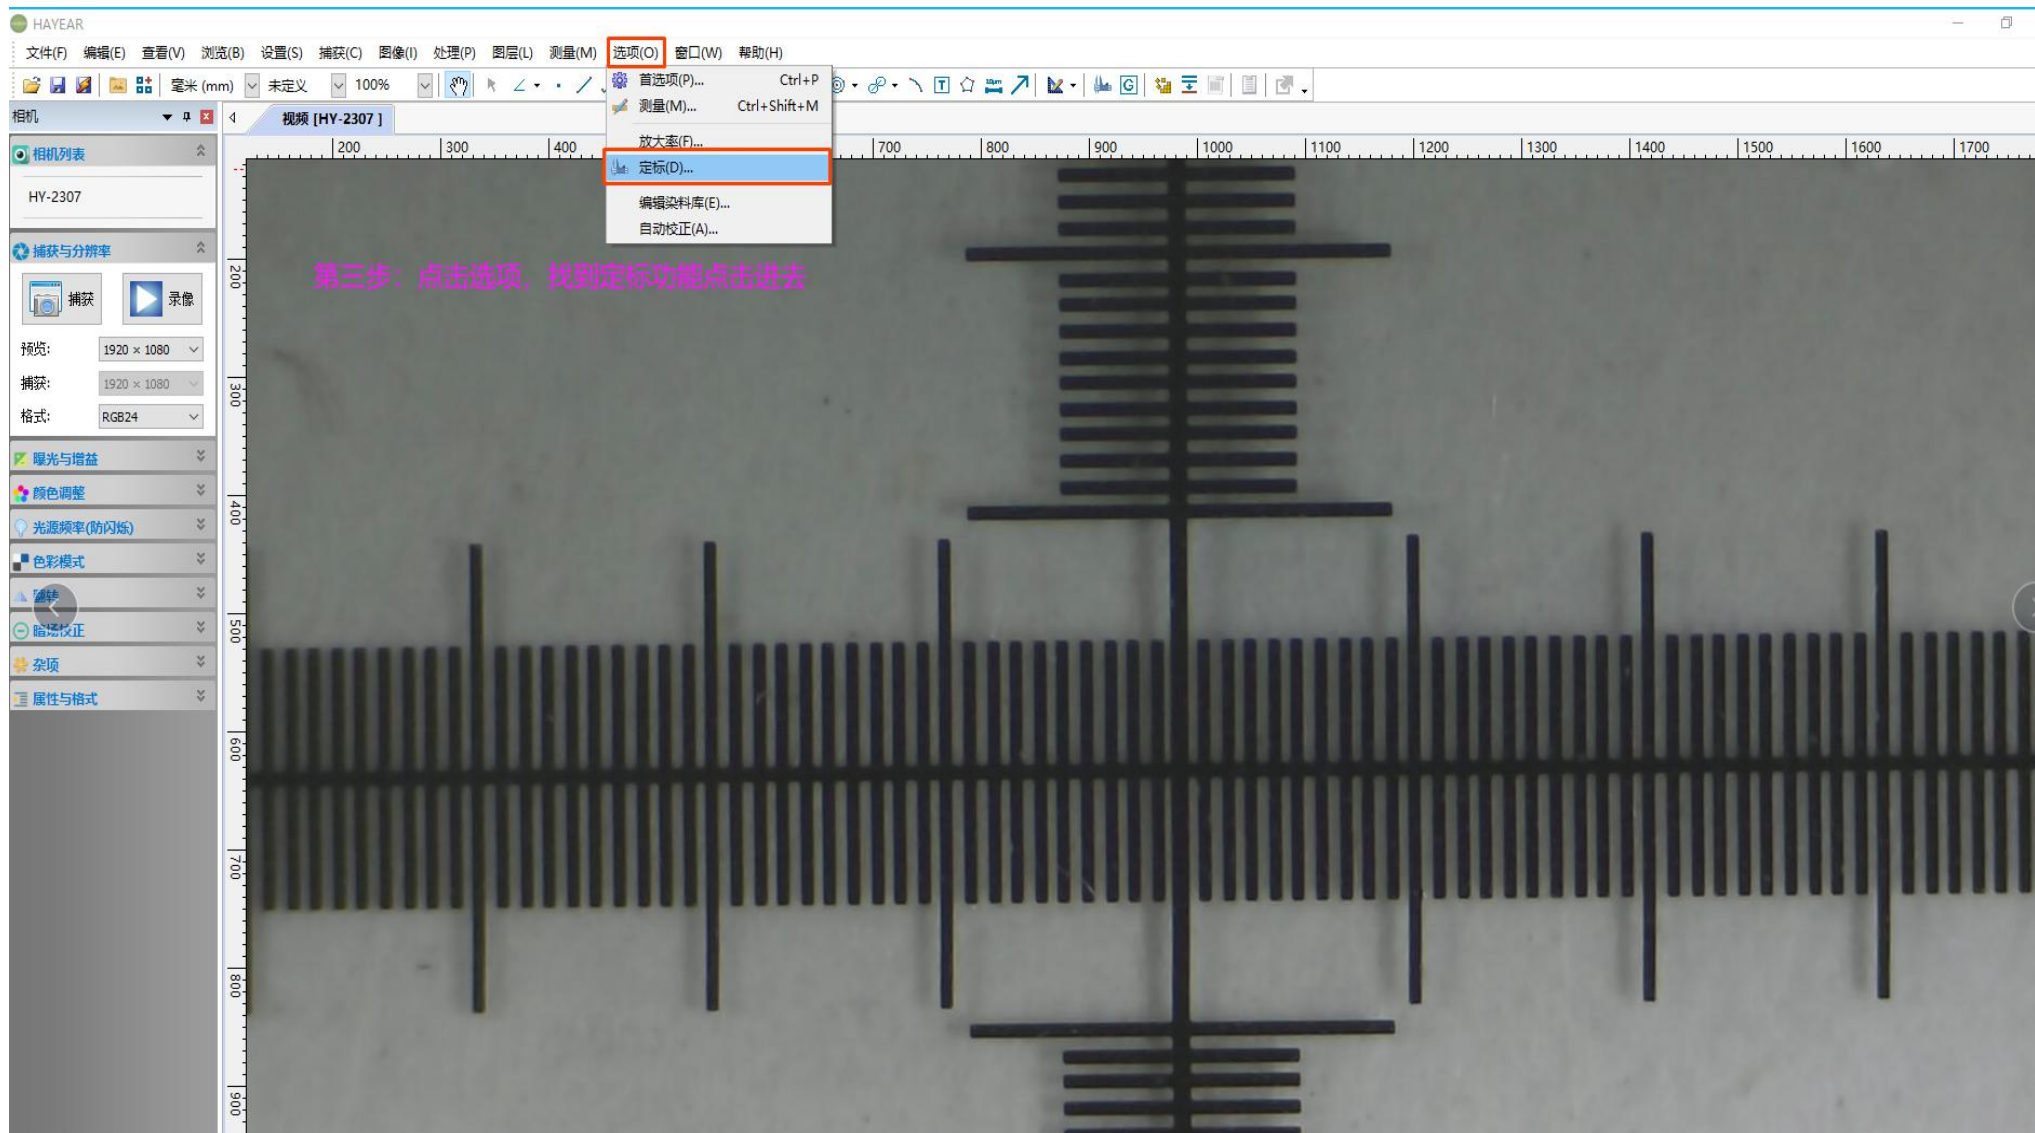 HAYEAR
文件(F) 编辑(E) 查看(V) 浏览(B) 设置(S) 捕获(C) 图像(I) 处理(P) 图层(L) 测量(M) 选项(O) 窗口(W) 帮助(H)
毫米 (mm) 未定义 100%
首选项(P)... Ctrl+P
测量(M)... Ctrl+Shift+M
放大率(F)...
定标(D)...
编辑染料库(E)...
自动校正(A)...
相机
视频 [HY-2307 ]
200 300 400 700 800 900 1000 1100 1200 1300 1400 1500 1600 1700
相机列表
HY-2307
捕获与分辨率
捕获 录像
预览: 1920 × 1080
捕获: 1920 × 1080
格式: RGB24
曝光与增益
颜色调整
光源频率(防闪烁)
色彩模式
翻转
暗场校正
杂项
属性与格式
200
300
400
500
600
700
800
900
第三步：点击选项，找到定标功能点击进去